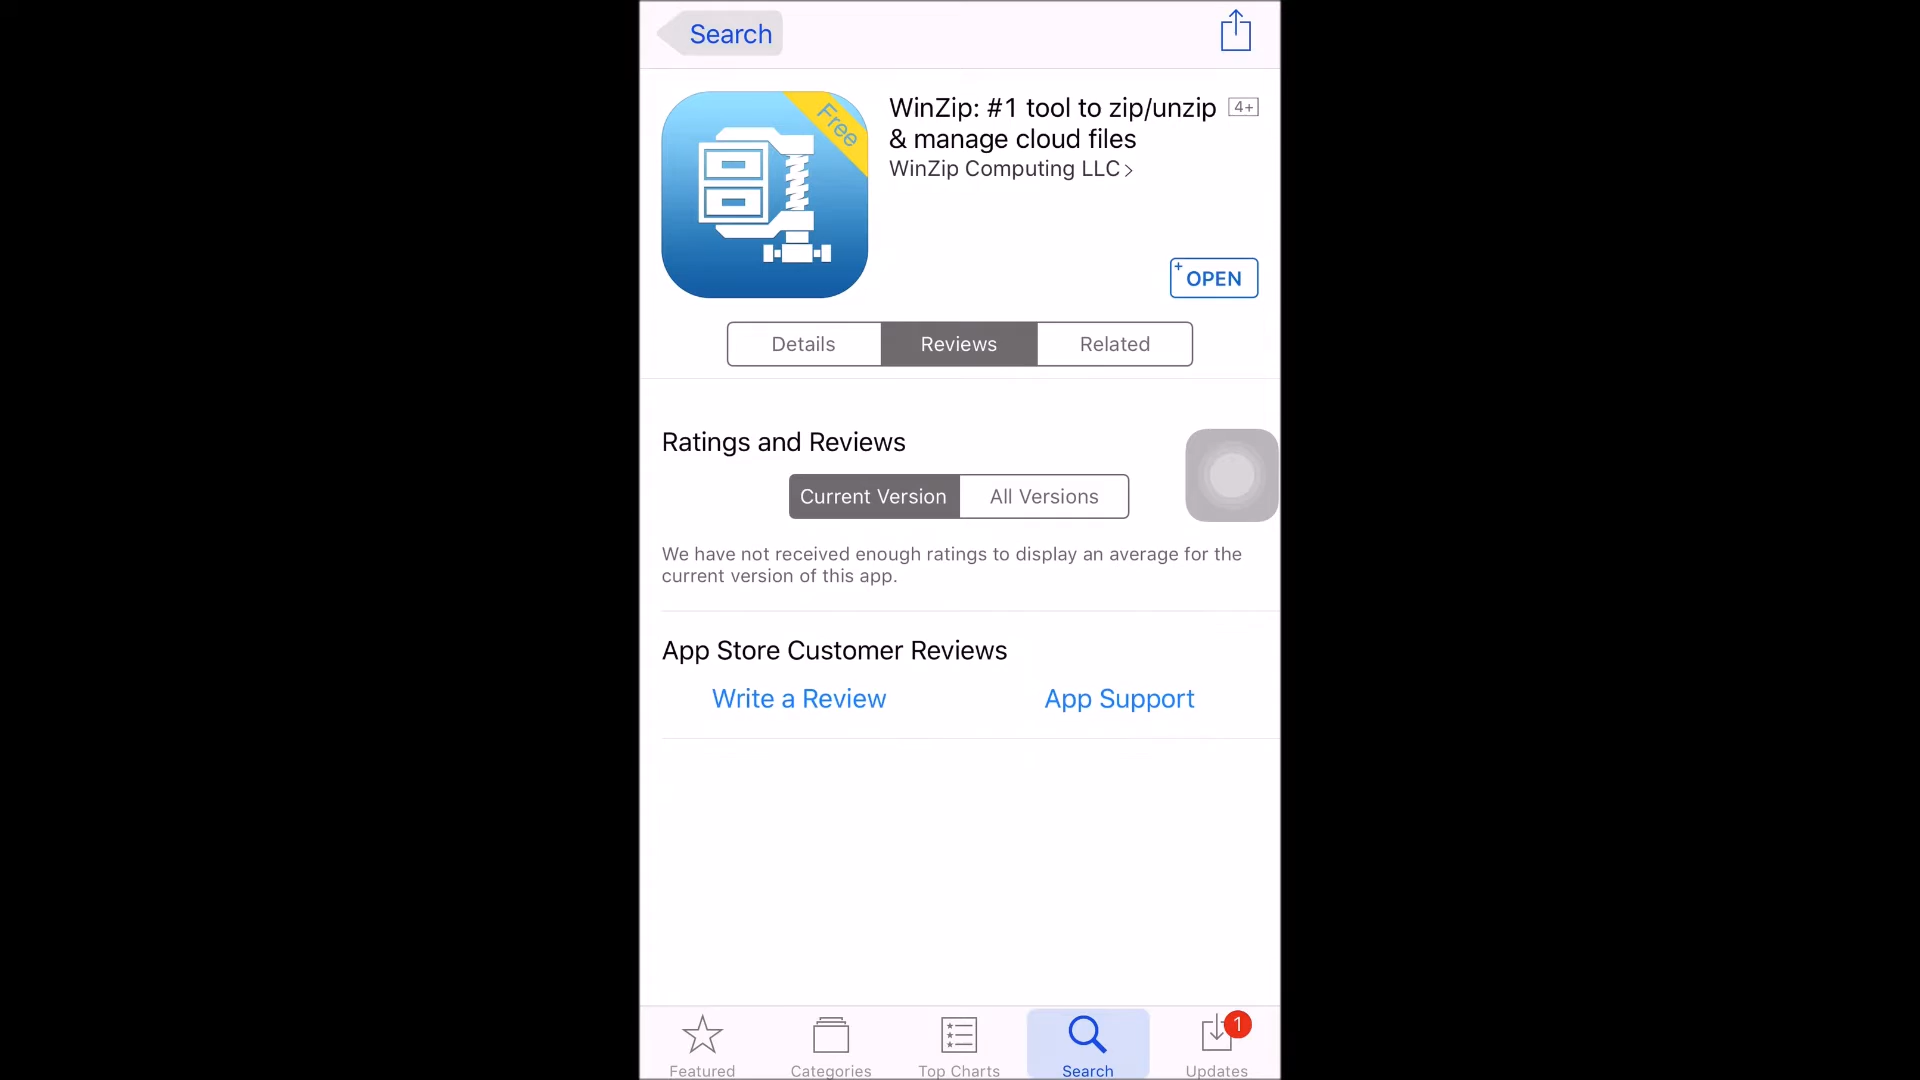 Search
Free
WinZip: #1 tool to zip/unzip 4+
& manage cloud files
WinZip Computing LLC >
+ OPEN
Details Reviews Related
Ratings and Reviews
Current Version All Versions
We have not received enough ratings to display an average for the
current version of this app.
App Store Customer Reviews
Write a Review App Support
1
Featured Categories Top Charts Search Updates